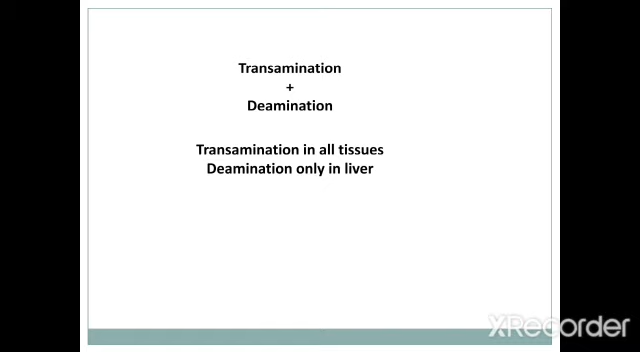 Transamination
+
Deamination
Transamination in all tissues
Deamination only in liver
XRecorder